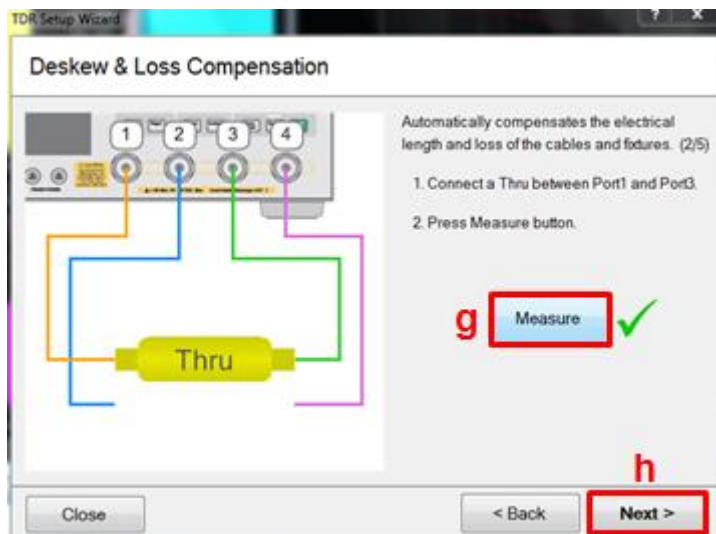 TDR Setup Wizard
? X
Deskew & Loss Compensation
1 2 3 4
Automatically compensates the electrical
length and loss of the cables and fixtures. (2/5)
1. Connect a Thru between Port1 and Port3.
2. Press Measure button.
g Measure ✓
Thru
h
Close < Back Next >